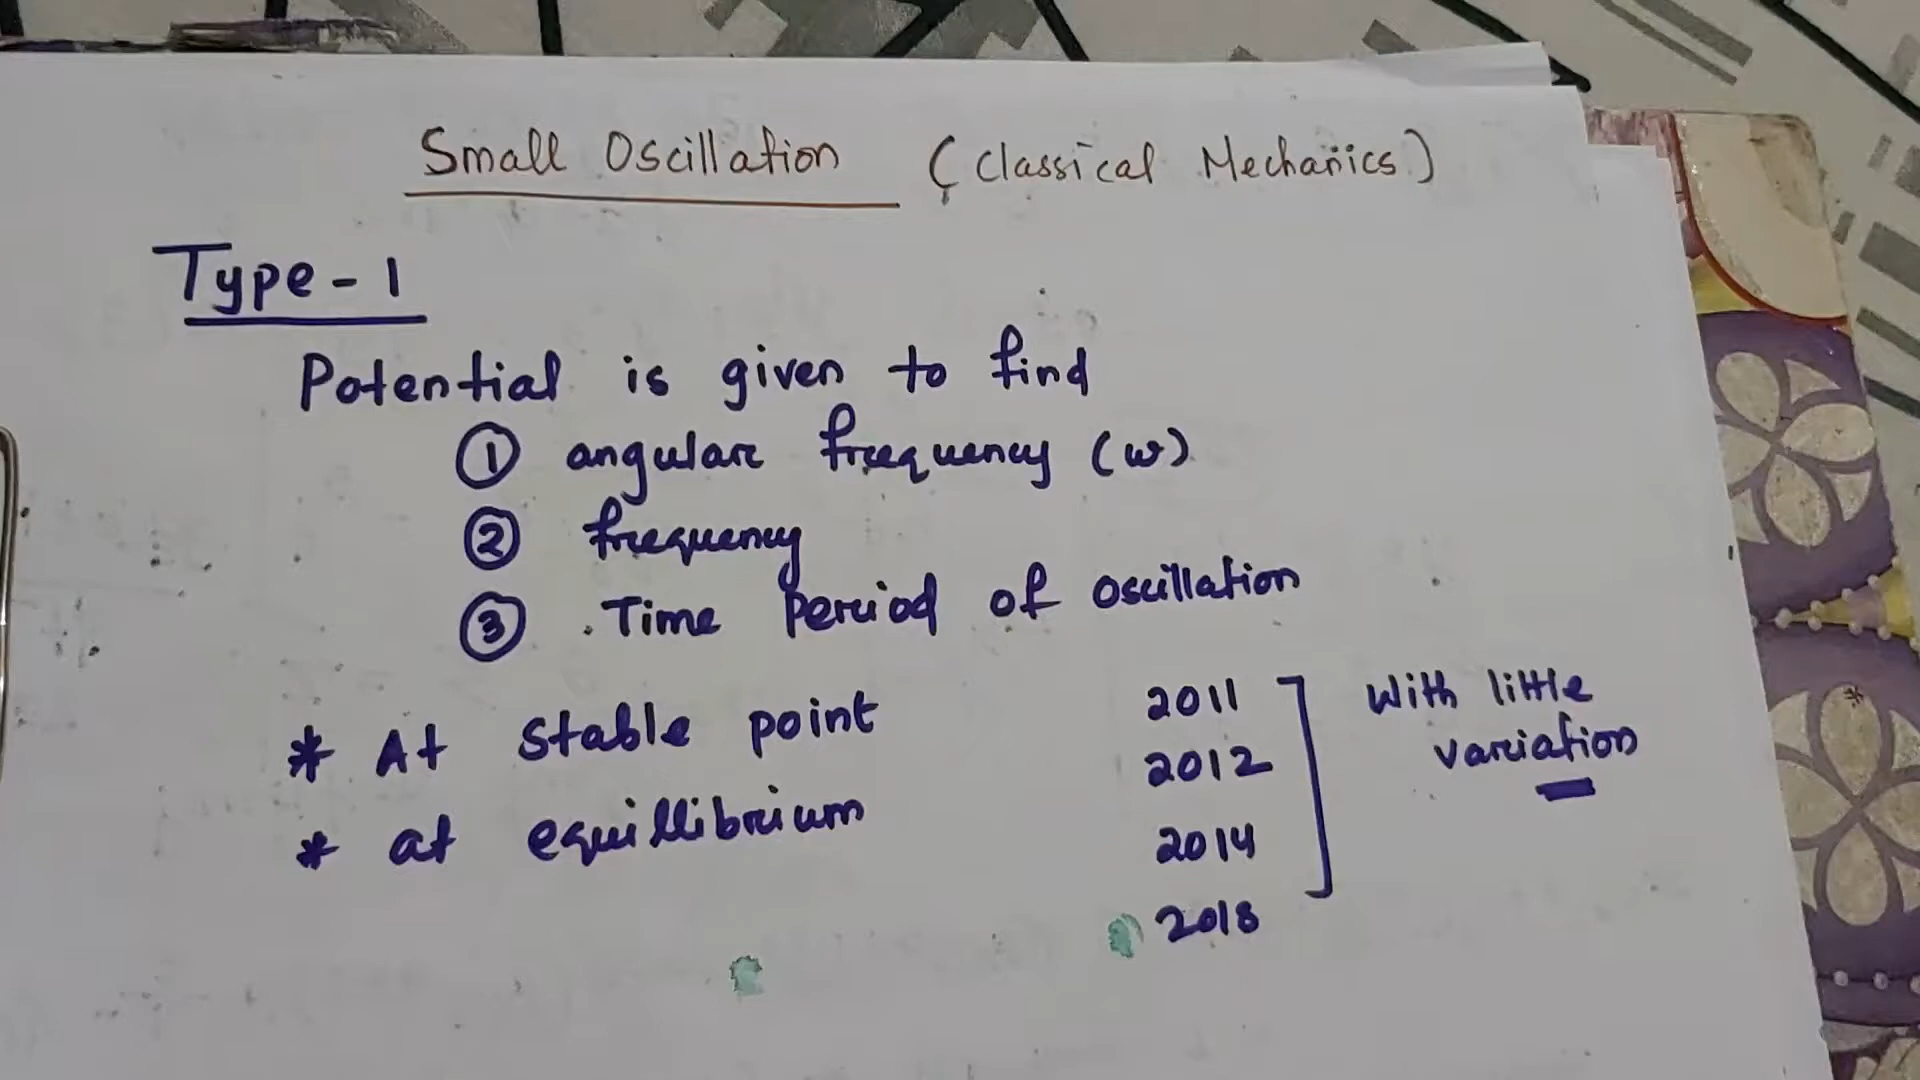 Small Oscillation (Classical Mechanics)
Type-1
Potential is given to find
① angular frequency (ω)
② frequency
③ Time period of oscillation
* At stable point
* at equillibrium
2011
2012
2014
2018
With little
variation